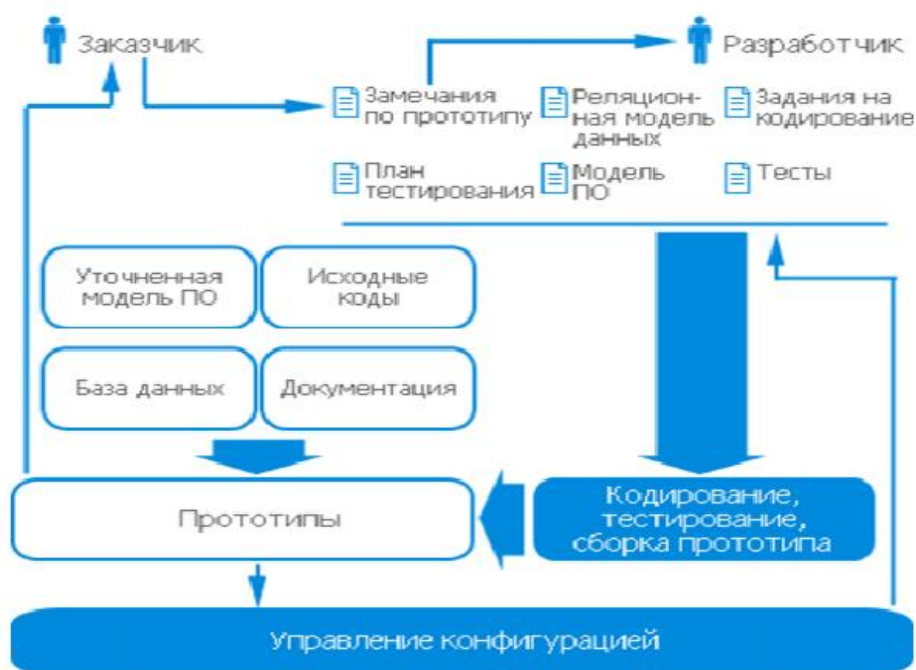 Заказчик
Разработчик
Замечания
по прототипу
Реляцион-
ная модель
данных
Задания на
кодирование
План
тестирования
Модель
ПО
Тесты
Уточненная
модель ПО
Исходные
коды
База данных
Документация
Прототипы
Кодирование,
тестирование,
сборка прототипа
Управление конфигурацией